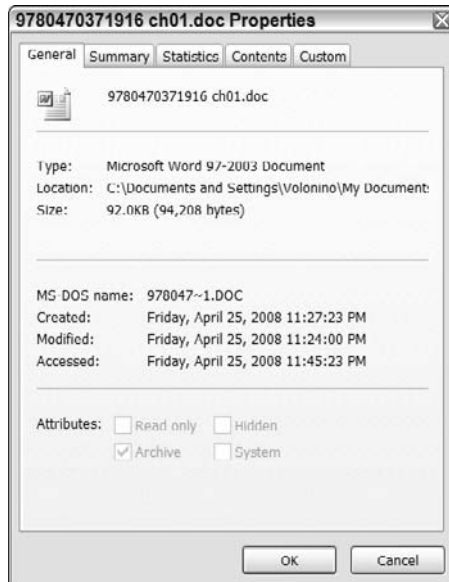 9780470371916 ch01.doc Properties
General Summary Statistics Contents Custom
9780470371916 ch01.doc
Type: Microsoft Word 97-2003 Document
Location: C:\Documents and Settings\Volonino\My Documents
Size: 92.0KB (94,208 bytes)
MS-DOS name: 978047~1.DOC
Created: Friday, April 25, 2008 11:27:23 PM
Modified: Friday, April 25, 2008 11:24:00 PM
Accessed: Friday, April 25, 2008 11:45:23 PM
Attributes: Read only Hidden
Archive System
OK Cancel